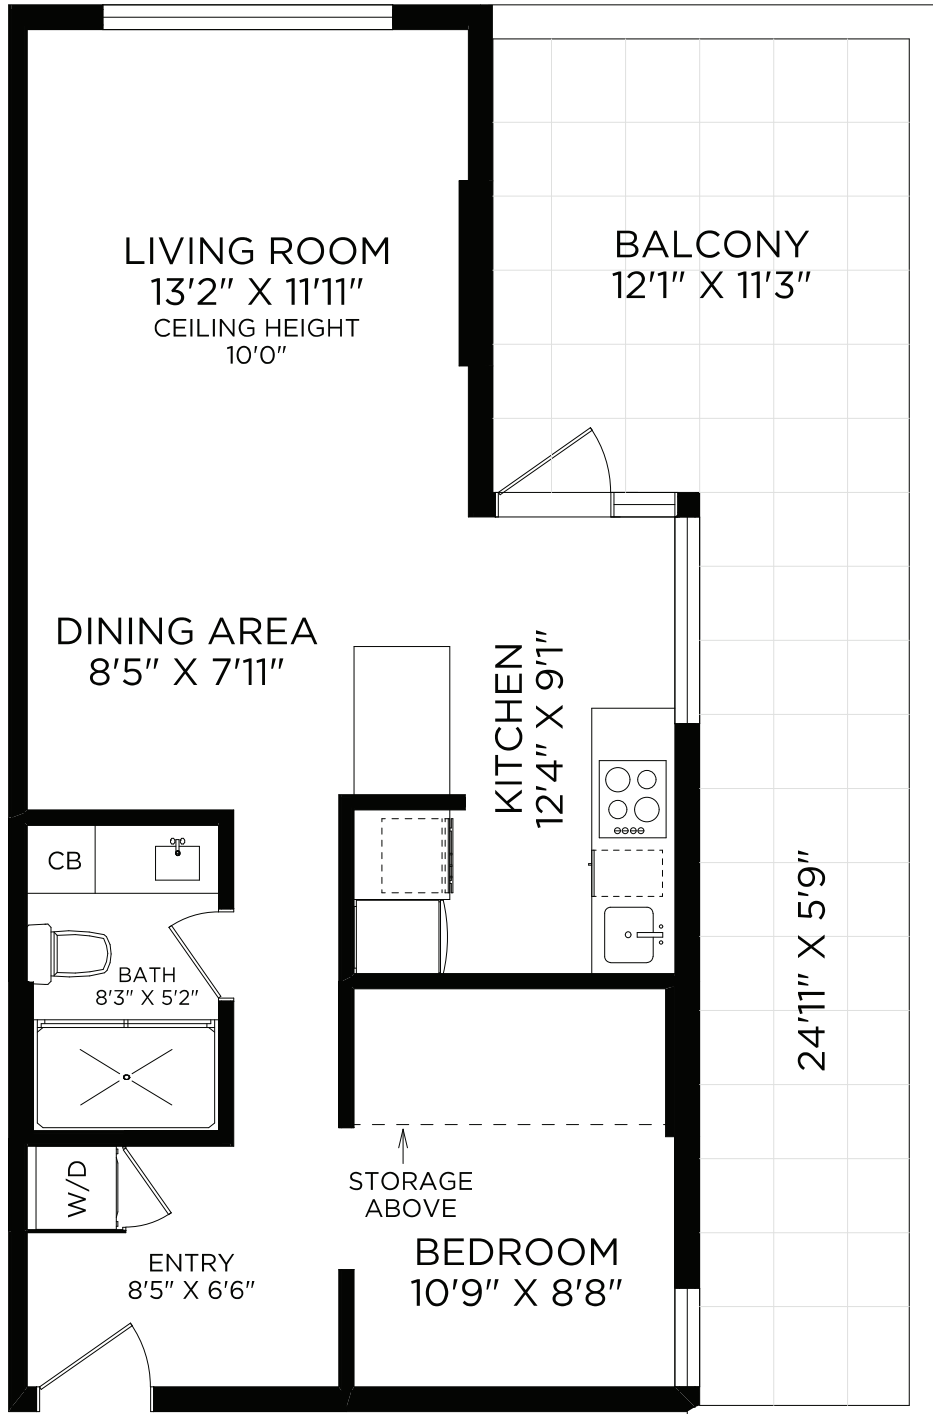 LIVING ROOM
13'2" X 11'11"
CEILING HEIGHT
10'0"
BALCONY
12'1" X 11'3"
DINING AREA
8'5" X 7'11"
KITCHEN
12'4" X 9'1"
CB
BATH
8'3" X 5'2"
24'11" X 5'9"
W/D
STORAGE
ABOVE
ENTRY
8'5" X 6'6"
BEDROOM
10'9" X 8'8"